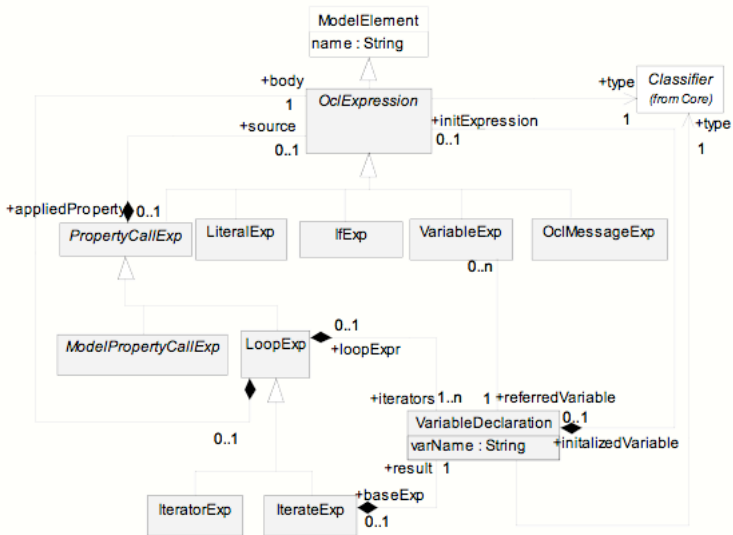 ModelElement
name : String
+body
1
OclExpression
+type
1
Classifier
(from Core)
+source
0..1
+initExpression
0..1
+type
1
+appliedProperty
0..1
PropertyCallExp
LiteralExp
IfExp
VariableExp
OclMessageExp
0..n
ModelPropertyCallExp
LoopExp
0..1
+loopExpr
+iterators
1..n
1
+referredVariable
0..1
VariableDeclaration
0..1
varName : String
+initalizedVariable
+result
1
IteratorExp
IterateExp
+baseExp
0..1